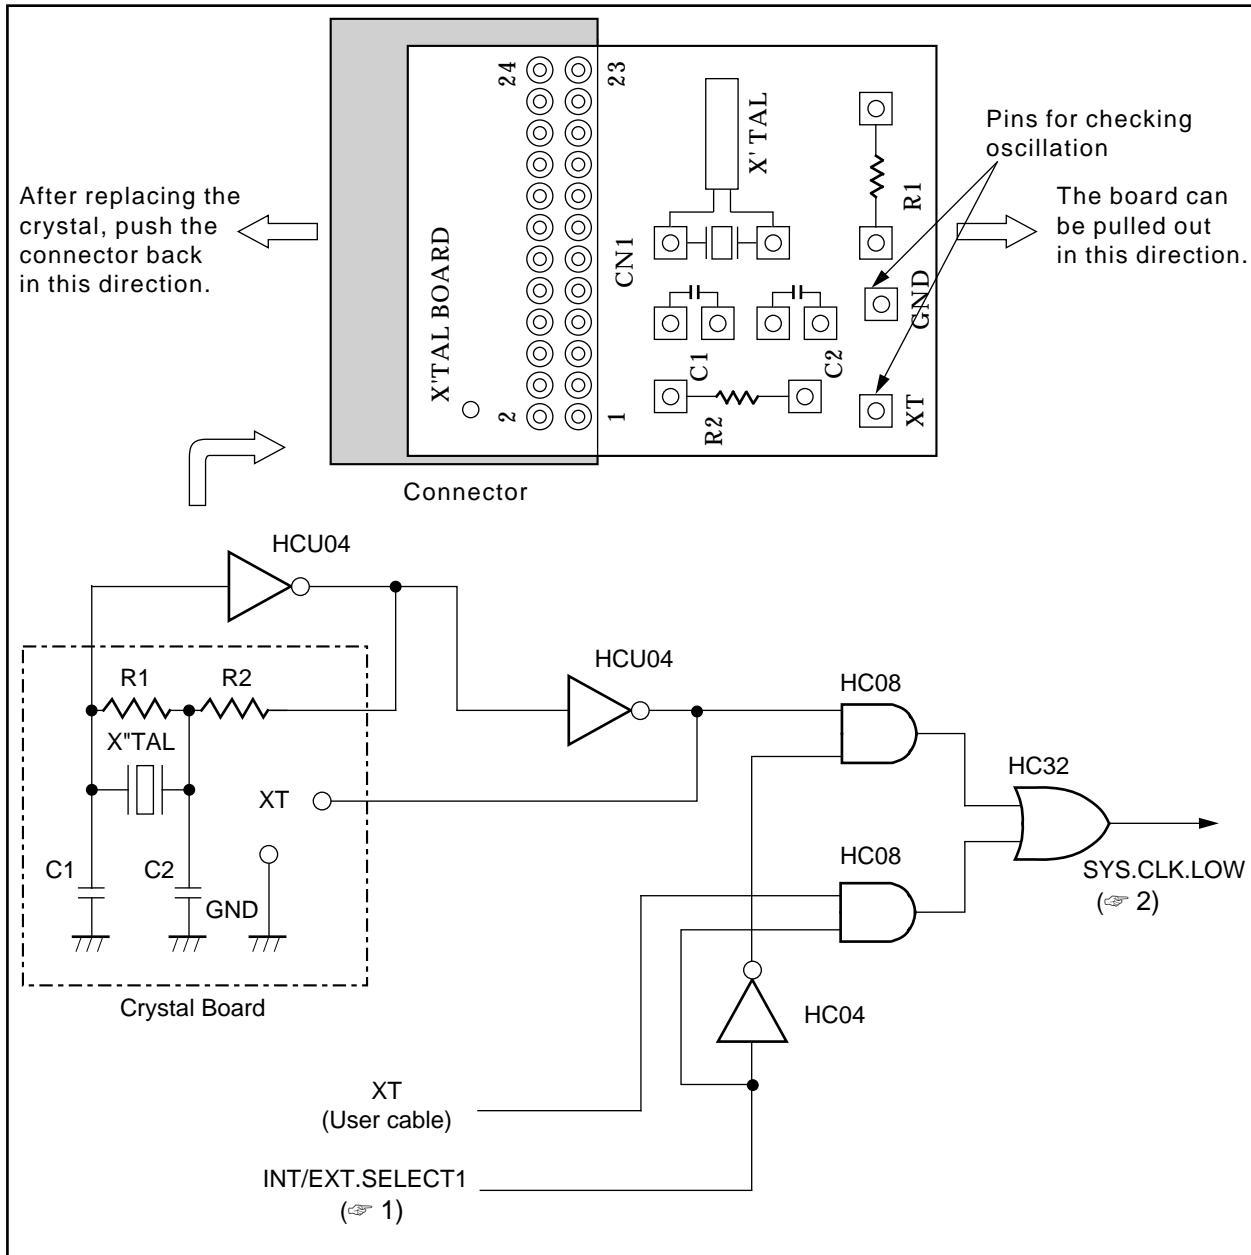 24
23
X' TAL
R1
Pins for checking
oscillation
After replacing the
crystal, push the
connector back
in this direction.
The board can
be pulled out
in this direction.
X'TAL BOARD
CN1
GND
C1
C2
2
1
R2
XT
Connector
HCU04
HCU04
R1
R2
HC08
X"TAL
HC32
XT
C1
C2
GND
HC08
SYS.CLK.LOW
(☞ 2)
Crystal Board
HC04
XT
(User cable)
INT/EXT.SELECT1
(☞ 1)